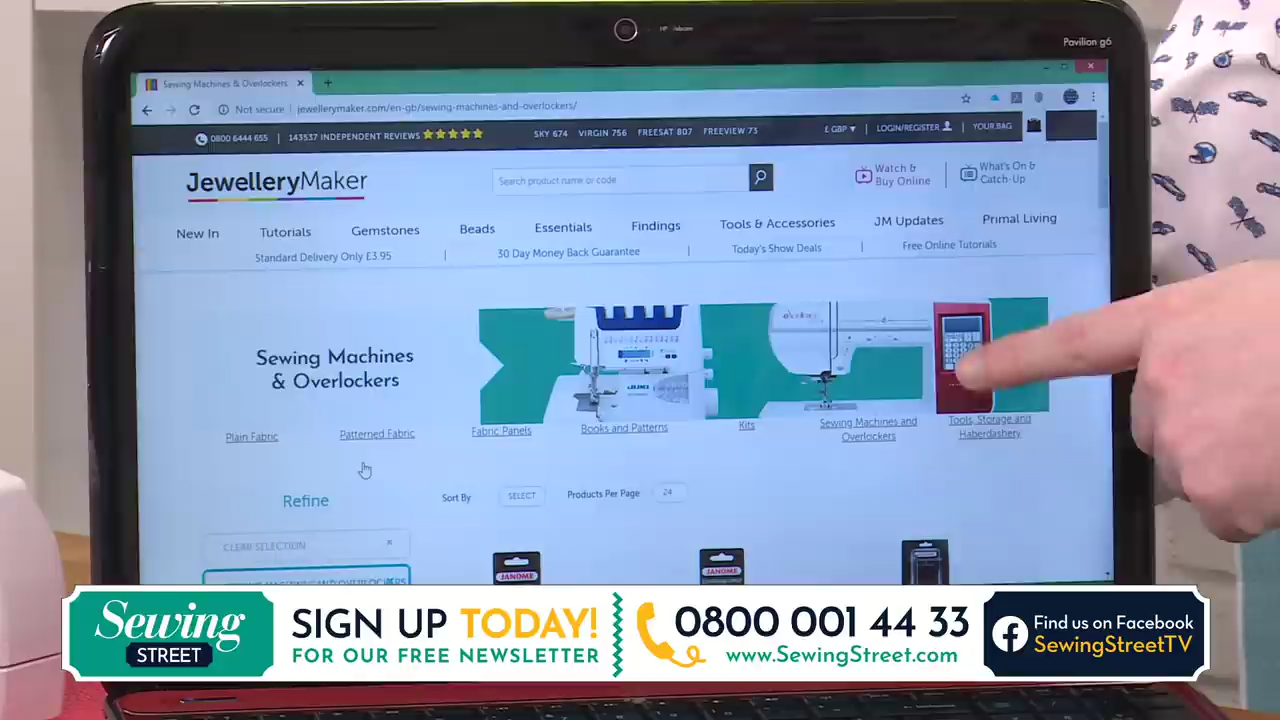 Pavilion g6
Sewing Machines & Overlockers
Not secure | jewellerymaker.com/en-gb/sewing-machines-and-overlockers/
0800 6444 655 | 143537 INDEPENDENT REVIEWS
SKY 674 VIRGIN 756 FREESAT 807 FREEVIEW 73
£ GBP | LOGIN/REGISTER | YOUR BAG
JewelleryMaker
Search product name or code
Watch &
Buy Online
What's On &
Catch-Up
New In Tutorials Gemstones Beads Essentials Findings Tools & Accessories JM Updates Primal Living
Standard Delivery Only £3.95 | 30 Day Money Back Guarantee | Today's Show Deals | Free Online Tutorials
Sewing Machines
& Overlockers
JUKI
Plain Fabric
Patterned Fabric
Fabric Panels
Books and Patterns
Kits
Sewing Machines and
Overlockers
Tools, Storage and
Haberdashery
Refine
Sort By SELECT Products Per Page 24
CLEAR SELECTION
JANOME
JANOME
Sewing
STREET
SIGN UP TODAY!
FOR OUR FREE NEWSLETTER
0800 001 44 33
www.SewingStreet.com
Find us on Facebook
SewingStreetTV